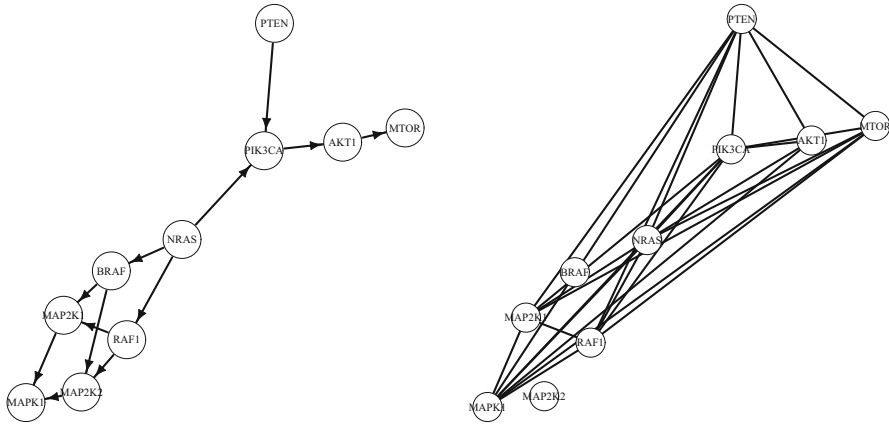 PTEN
PIK3CA
AKT1
MTOR
NRAS
BRAF
MAP2K1
RAF1
MAP2K2
MAPK1
PTEN
MTOR
AKT1
PIK3CA
NRAS
BRAF
MAP2K1
RAF1
MAP2K2
MAPK1